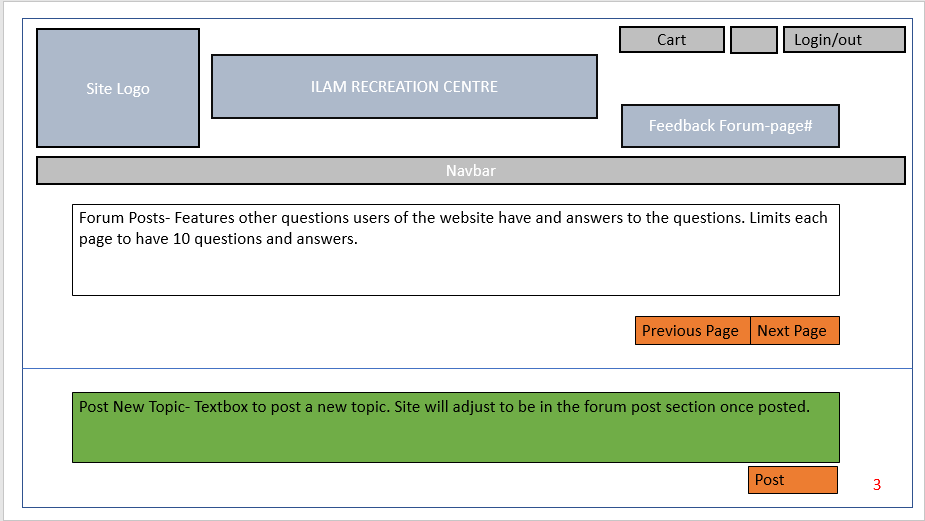 Cart
Login/out
Site Logo
ILAM RECREATION CENTRE
Feedback Forum-page#
Navbar
Forum Posts- Features other questions users of the website have and answers to the questions. Limits each
page to have 10 questions and answers.
Previous Page
Next Page
Post New Topic- Textbox to post a new topic. Site will adjust to be in the forum post section once posted.
Post
3